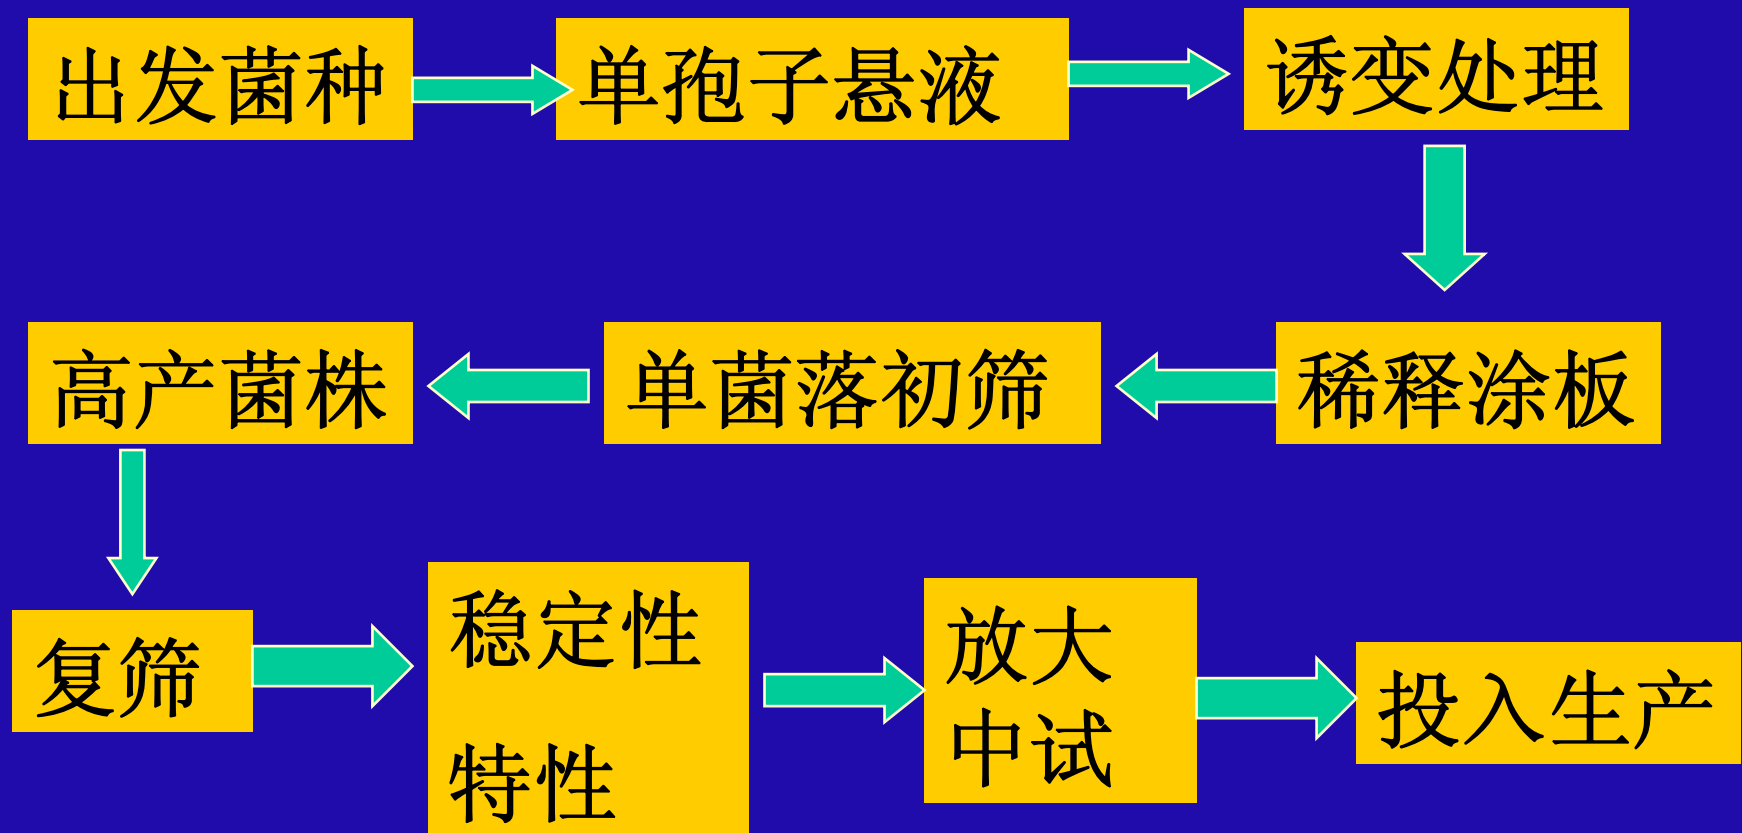 出发菌种
单孢子悬液
诱变处理
稀释涂板
单菌落初筛
高产菌株
复筛
稳定性
特性
放大
中试
投入生产